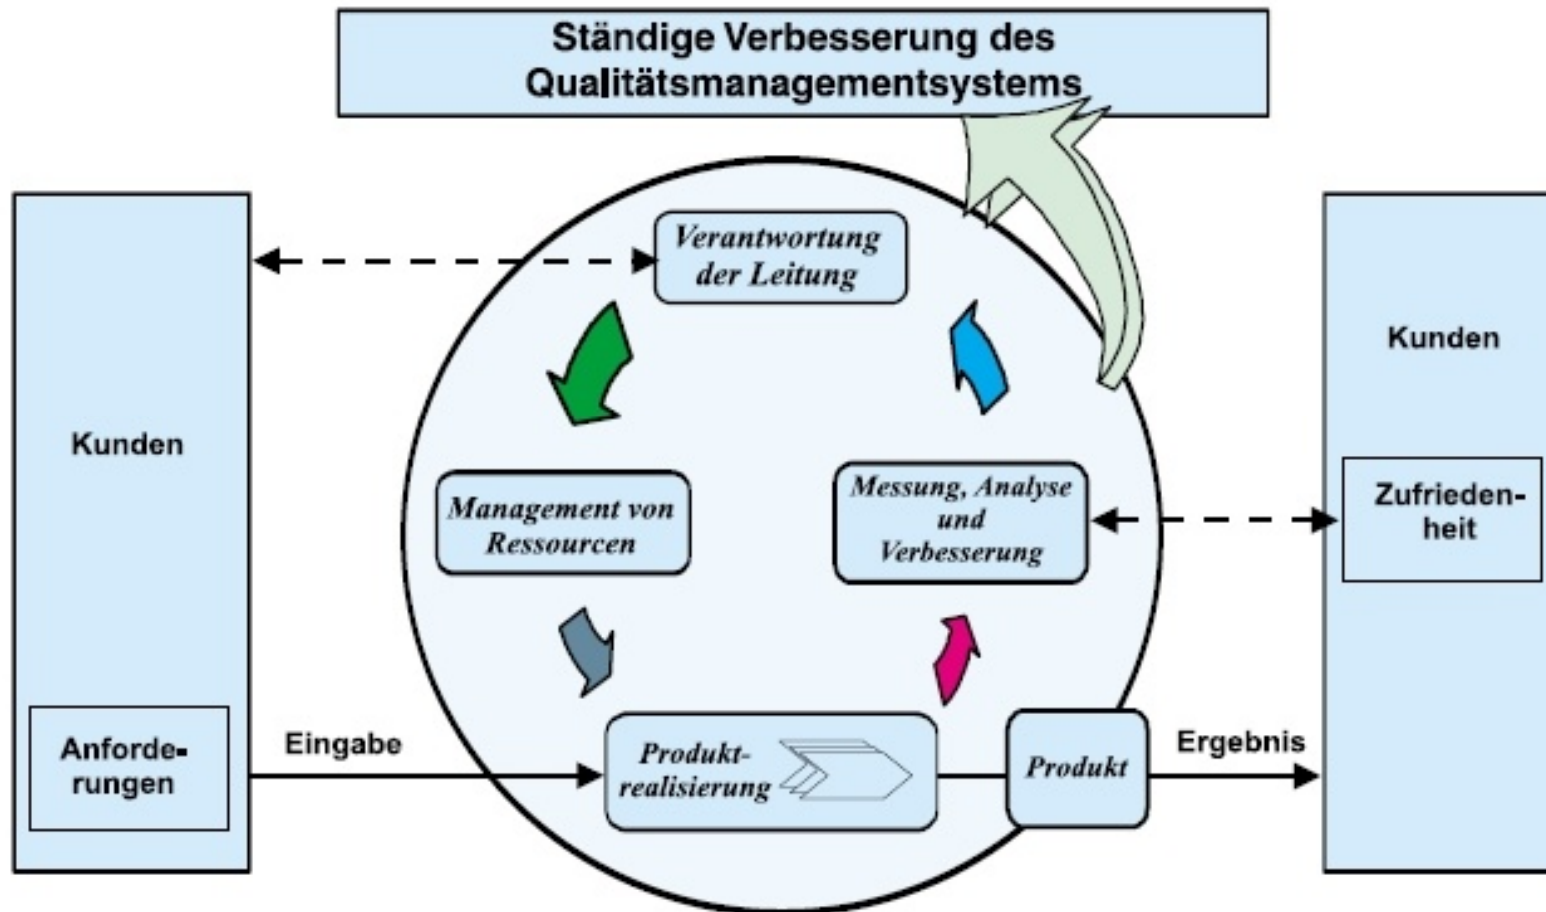 Ständige Verbesserung des
Qualitätsmanagementsystems
Verantwortung
der Leitung
Kunden
Kunden
Management von
Ressourcen
Messung, Analyse
und
Verbesserung
Zufrieden-
heit
Anforde-
rungen
Eingabe
Produkt-
realisierung
Produkt
Ergebnis